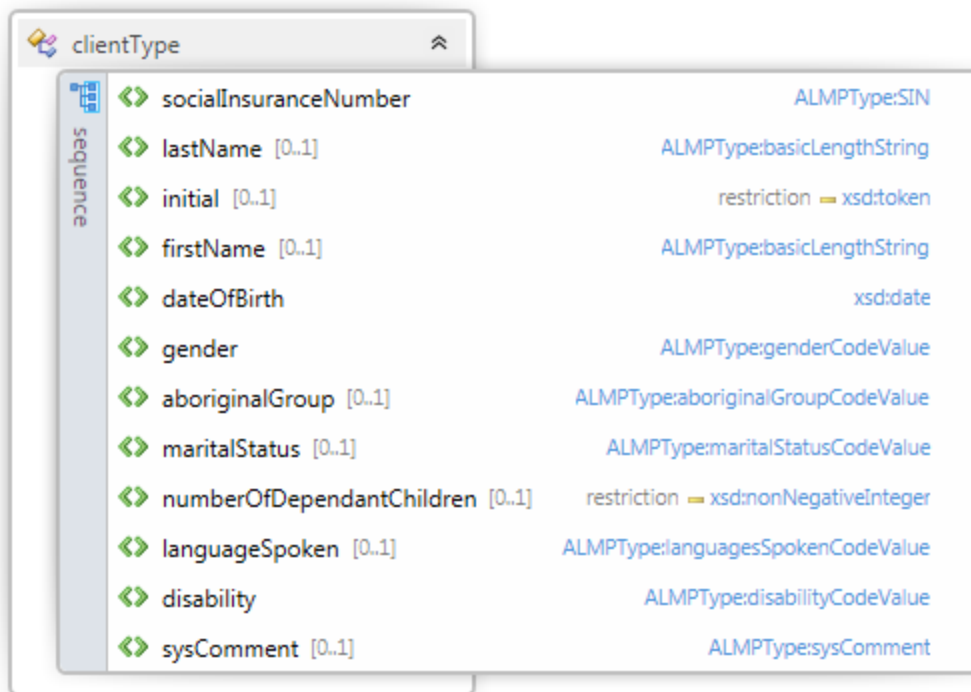 clientType
sequence
socialInsuranceNumber ALMPType:SIN
lastName [0..1] ALMPType:basicLengthString
initial [0..1] restriction xsd:token
firstName [0..1] ALMPType:basicLengthString
dateOfBirth xsd:date
gender ALMPType:genderCodeValue
aboriginalGroup [0..1] ALMPType:aboriginalGroupCodeValue
maritalStatus [0..1] ALMPType:maritalStatusCodeValue
numberOfDependantChildren [0..1] restriction xsd:nonNegativeInteger
languageSpoken [0..1] ALMPType:languagesSpokenCodeValue
disability ALMPType:disabilityCodeValue
sysComment [0..1] ALMPType:sysComment